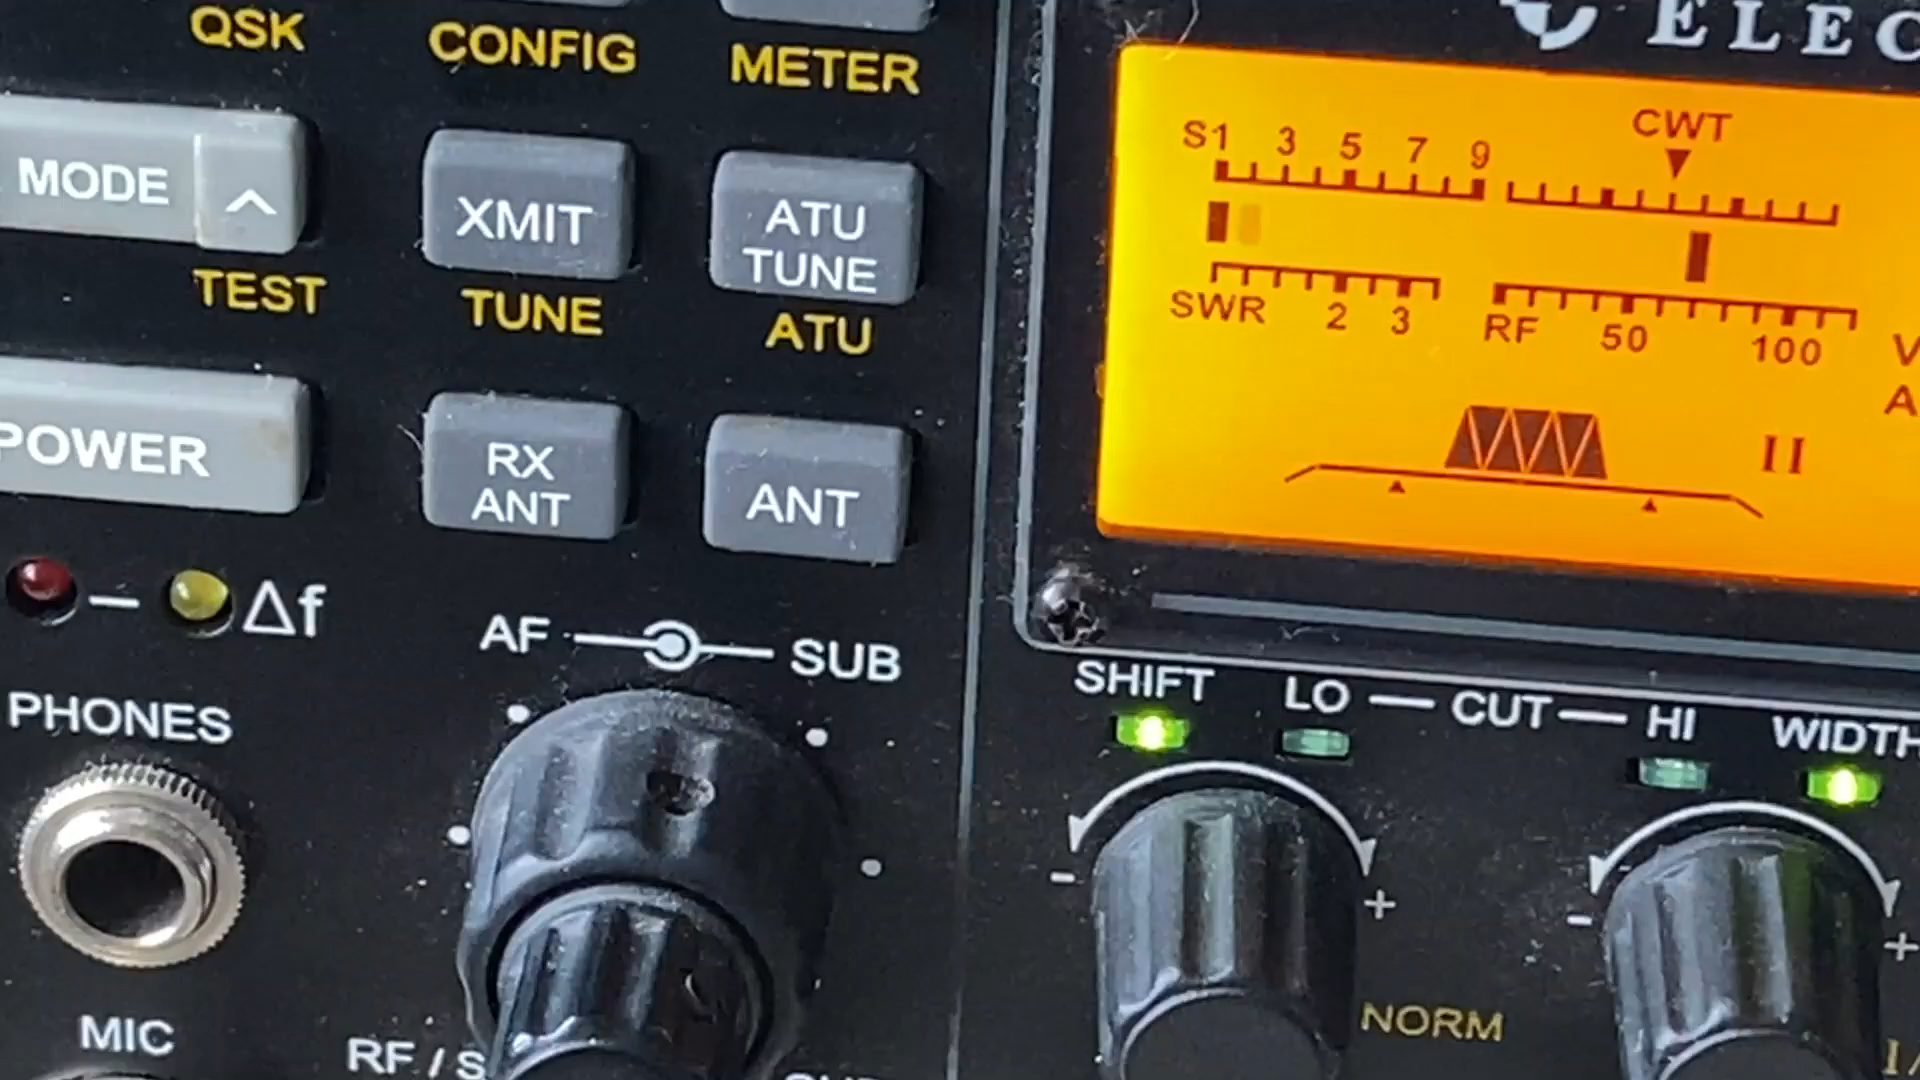 QSK
CONFIG
METER
MODE
XMIT
ATU
TUNE
TEST
TUNE
ATU
POWER
RX
ANT
ANT
Δf
AF
SUB
PHONES
MIC
RF / S
ELEC
CWT
S1 3 5 7 9
SWR 2 3
RF 50 100
V
A
SHIFT
LO — CUT — HI
WIDTH
- +
- +
NORM